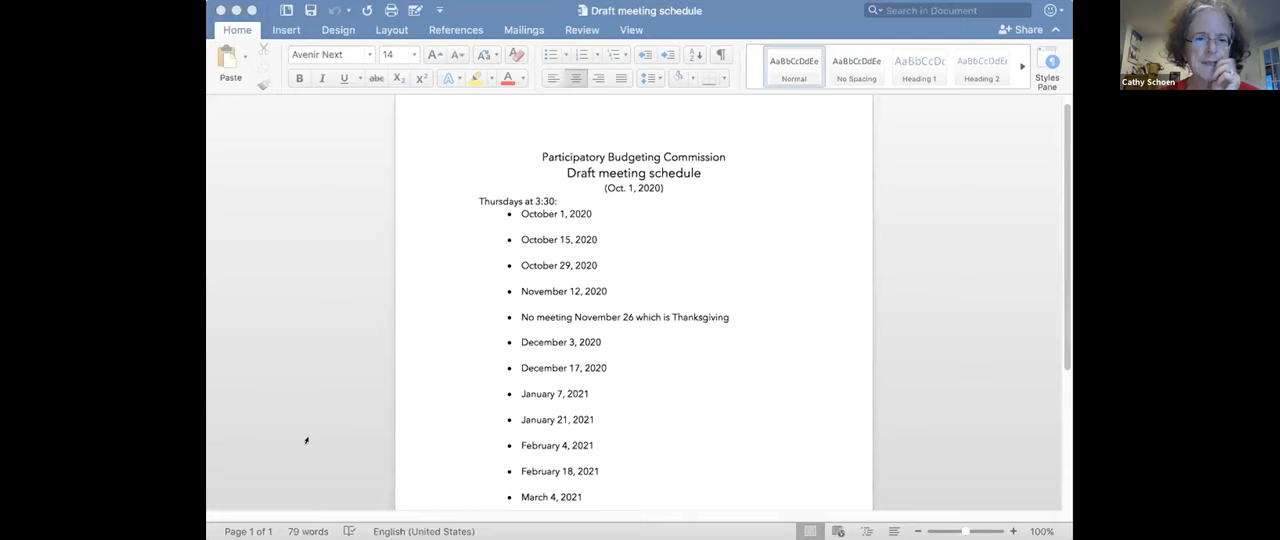 Draft meeting schedule
Search in Document
Home
Insert
Design
Layout
References
Mailings
Review
View
Share
Paste
Avenir Next
14
AaBbCcDdEe
Normal
AaBbCcDdEe
No Spacing
AaBbCcDc
Heading 1
AaBbCcDdEe
Heading 2
Styles
Pane
Cathy Schoen
Participatory Budgeting Commission
Draft meeting schedule
(Oct. 1, 2020)
Thursdays at 3:30:
• October 1, 2020
• October 15, 2020
• October 29, 2020
• November 12, 2020
• No meeting November 26 which is Thanksgiving
• December 3, 2020
• December 17, 2020
• January 7, 2021
• January 21, 2021
• February 4, 2021
• February 18, 2021
• March 4, 2021
Page 1 of 1
79 words
English (United States)
100%